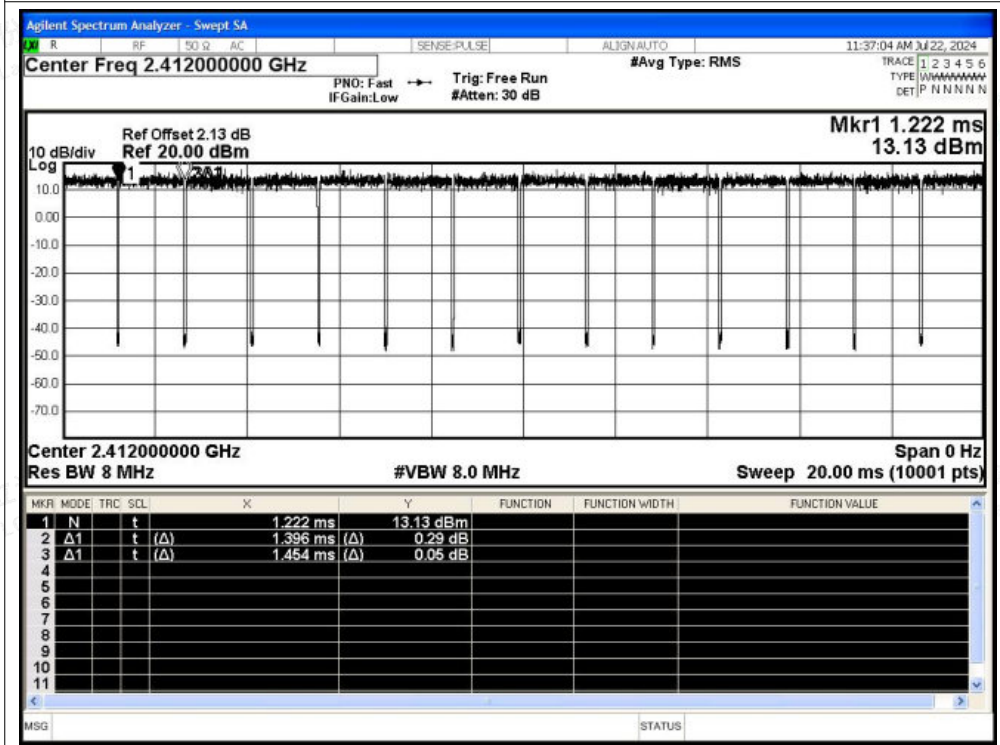 Agilent Spectrum Analyzer - Swept SA
LXI R RF 50 Ω AC SENSE:PULSE ALIGN AUTO 11:37:04 AM Jul 22, 2024
Center Freq 2.412000000 GHz #Avg Type: RMS TRACE 1 2 3 4 5 6
PNO: Fast Trig: Free Run TYPE
IFGain:Low #Atten: 30 dB DET P N N N N N
Mkr1 1.222 ms
Ref Offset 2.13 dB
10 dB/div Ref 20.00 dBm 13.13 dBm
Log
1
10.0
0.00
-10.0
-20.0
-30.0
-40.0
-50.0
-60.0
-70.0
Center 2.412000000 GHz Span 0 Hz
Res BW 8 MHz #VBW 8.0 MHz Sweep 20.00 ms (10001 pts)
MKR MODE TRC SCL X Y FUNCTION FUNCTION WIDTH FUNCTION VALUE
1 N t 1.222 ms 13.13 dBm
2 Δ1 t (Δ) 1.396 ms (Δ) 0.29 dB
3 Δ1 t (Δ) 1.454 ms (Δ) 0.05 dB
4
5
6
7
8
9
10
11
MSG STATUS